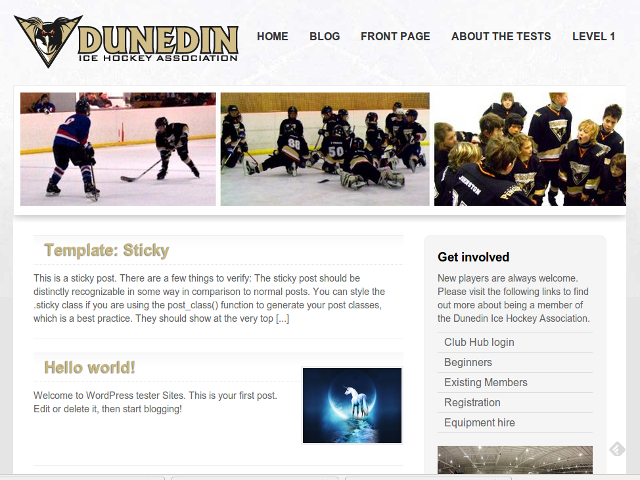 DUNEDIN
ICE HOCKEY ASSOCIATION
HOME BLOG FRONT PAGE ABOUT THE TESTS LEVEL 1
88
50
Template: Sticky
This is a sticky post. There are a few things to verify: The sticky post should be
distinctly recognizable in some way in comparison to normal posts. You can style the
.sticky class if you are using the post_class() function to generate your post classes,
which is a best practice. They should show at the very top [...]
Hello world!
Welcome to WordPress tester Sites. This is your first post.
Edit or delete it, then start blogging!
Get involved
New players are always welcome.
Please visit the following links to find
out more about being a member of
the Dunedin Ice Hockey Association.
Club Hub login
Beginners
Existing Members
Registration
Equipment hire